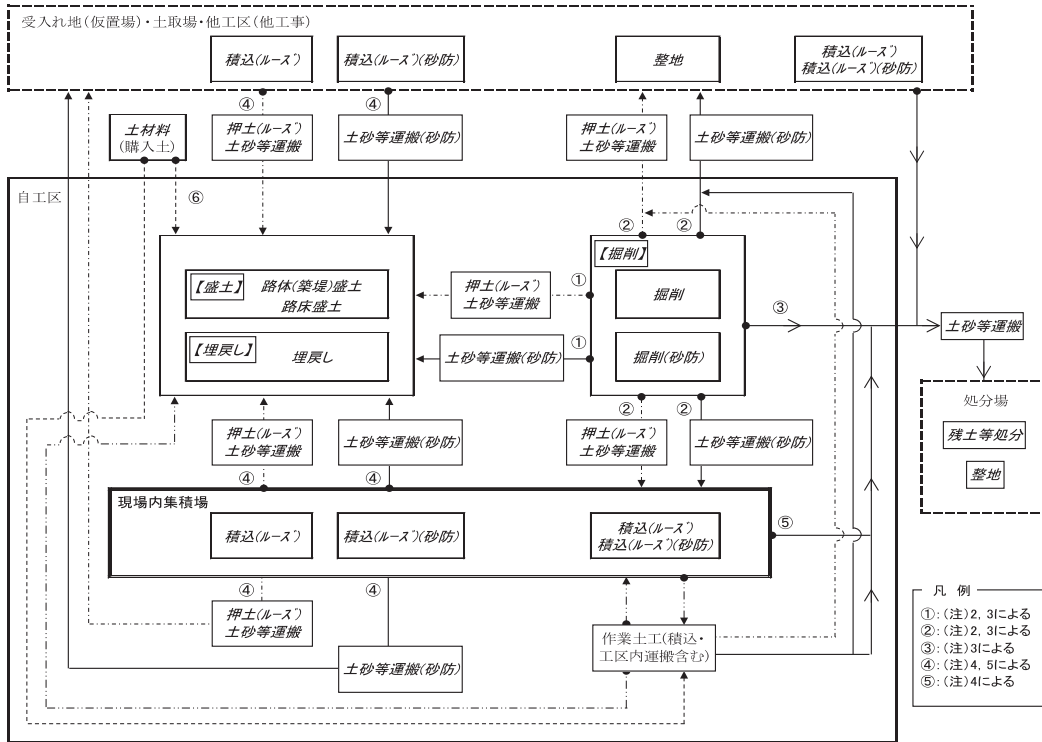 受入れ地(仮置場)・土取場・他工区(他工事)
積込(ルーズ)
積込(ルーズ)(砂防)
整地
積込(ルーズ)
積込(ルーズ)(砂防)
④
④
土材料
(購入土)
押土(ルーズ)
土砂等運搬
土砂等運搬(砂防)
押土(ルーズ)
土砂等運搬
土砂等運搬(砂防)
自工区
⑥
②
②
【掘削】
【盛土】
路体(築堤)盛土
路床盛土
押土(ルーズ)
土砂等運搬
①
掘削
③
土砂等運搬
【埋戻し】
埋戻し
土砂等運搬(砂防)
①
掘削(砂防)
処分場
残土等処分
整地
②
②
押土(ルーズ)
土砂等運搬
土砂等運搬(砂防)
押土(ルーズ)
土砂等運搬
土砂等運搬(砂防)
④
④
現場内集積場
積込(ルーズ)
積込(ルーズ)(砂防)
積込(ルーズ)
積込(ルーズ)(砂防)
⑤
④
④
押土(ルーズ)
土砂等運搬
土砂等運搬(砂防)
作業土工(積込・
工区内運搬含む)
凡 例
①:(注)2, 3による
②:(注)2, 3による
③:(注)3による
④:(注)4, 5による
⑤:(注)4による